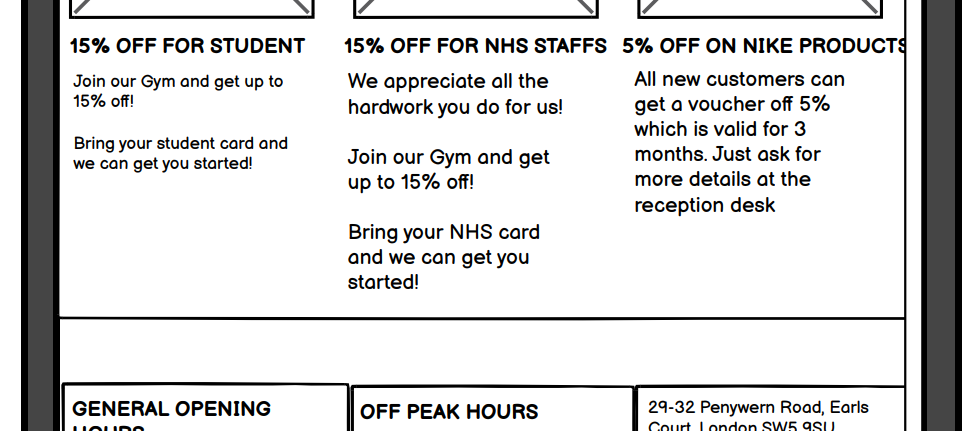 15% OFF FOR STUDENT
Join our Gym and get up to
15% off!
Bring your student card and
we can get you started!
15% OFF FOR NHS STAFFS
We appreciate all the
hardwork you do for us!
Join our Gym and get
up to 15% off!
Bring your NHS card
and we can get you
started!
5% OFF ON NIKE PRODUCTS
All new customers can
get a voucher off 5%
which is valid for 3
months. Just ask for
more details at the
reception desk
GENERAL OPENING
HOURS
OFF PEAK HOURS
29-32 Penywern Road, Earls
Court, London SW5 9SU